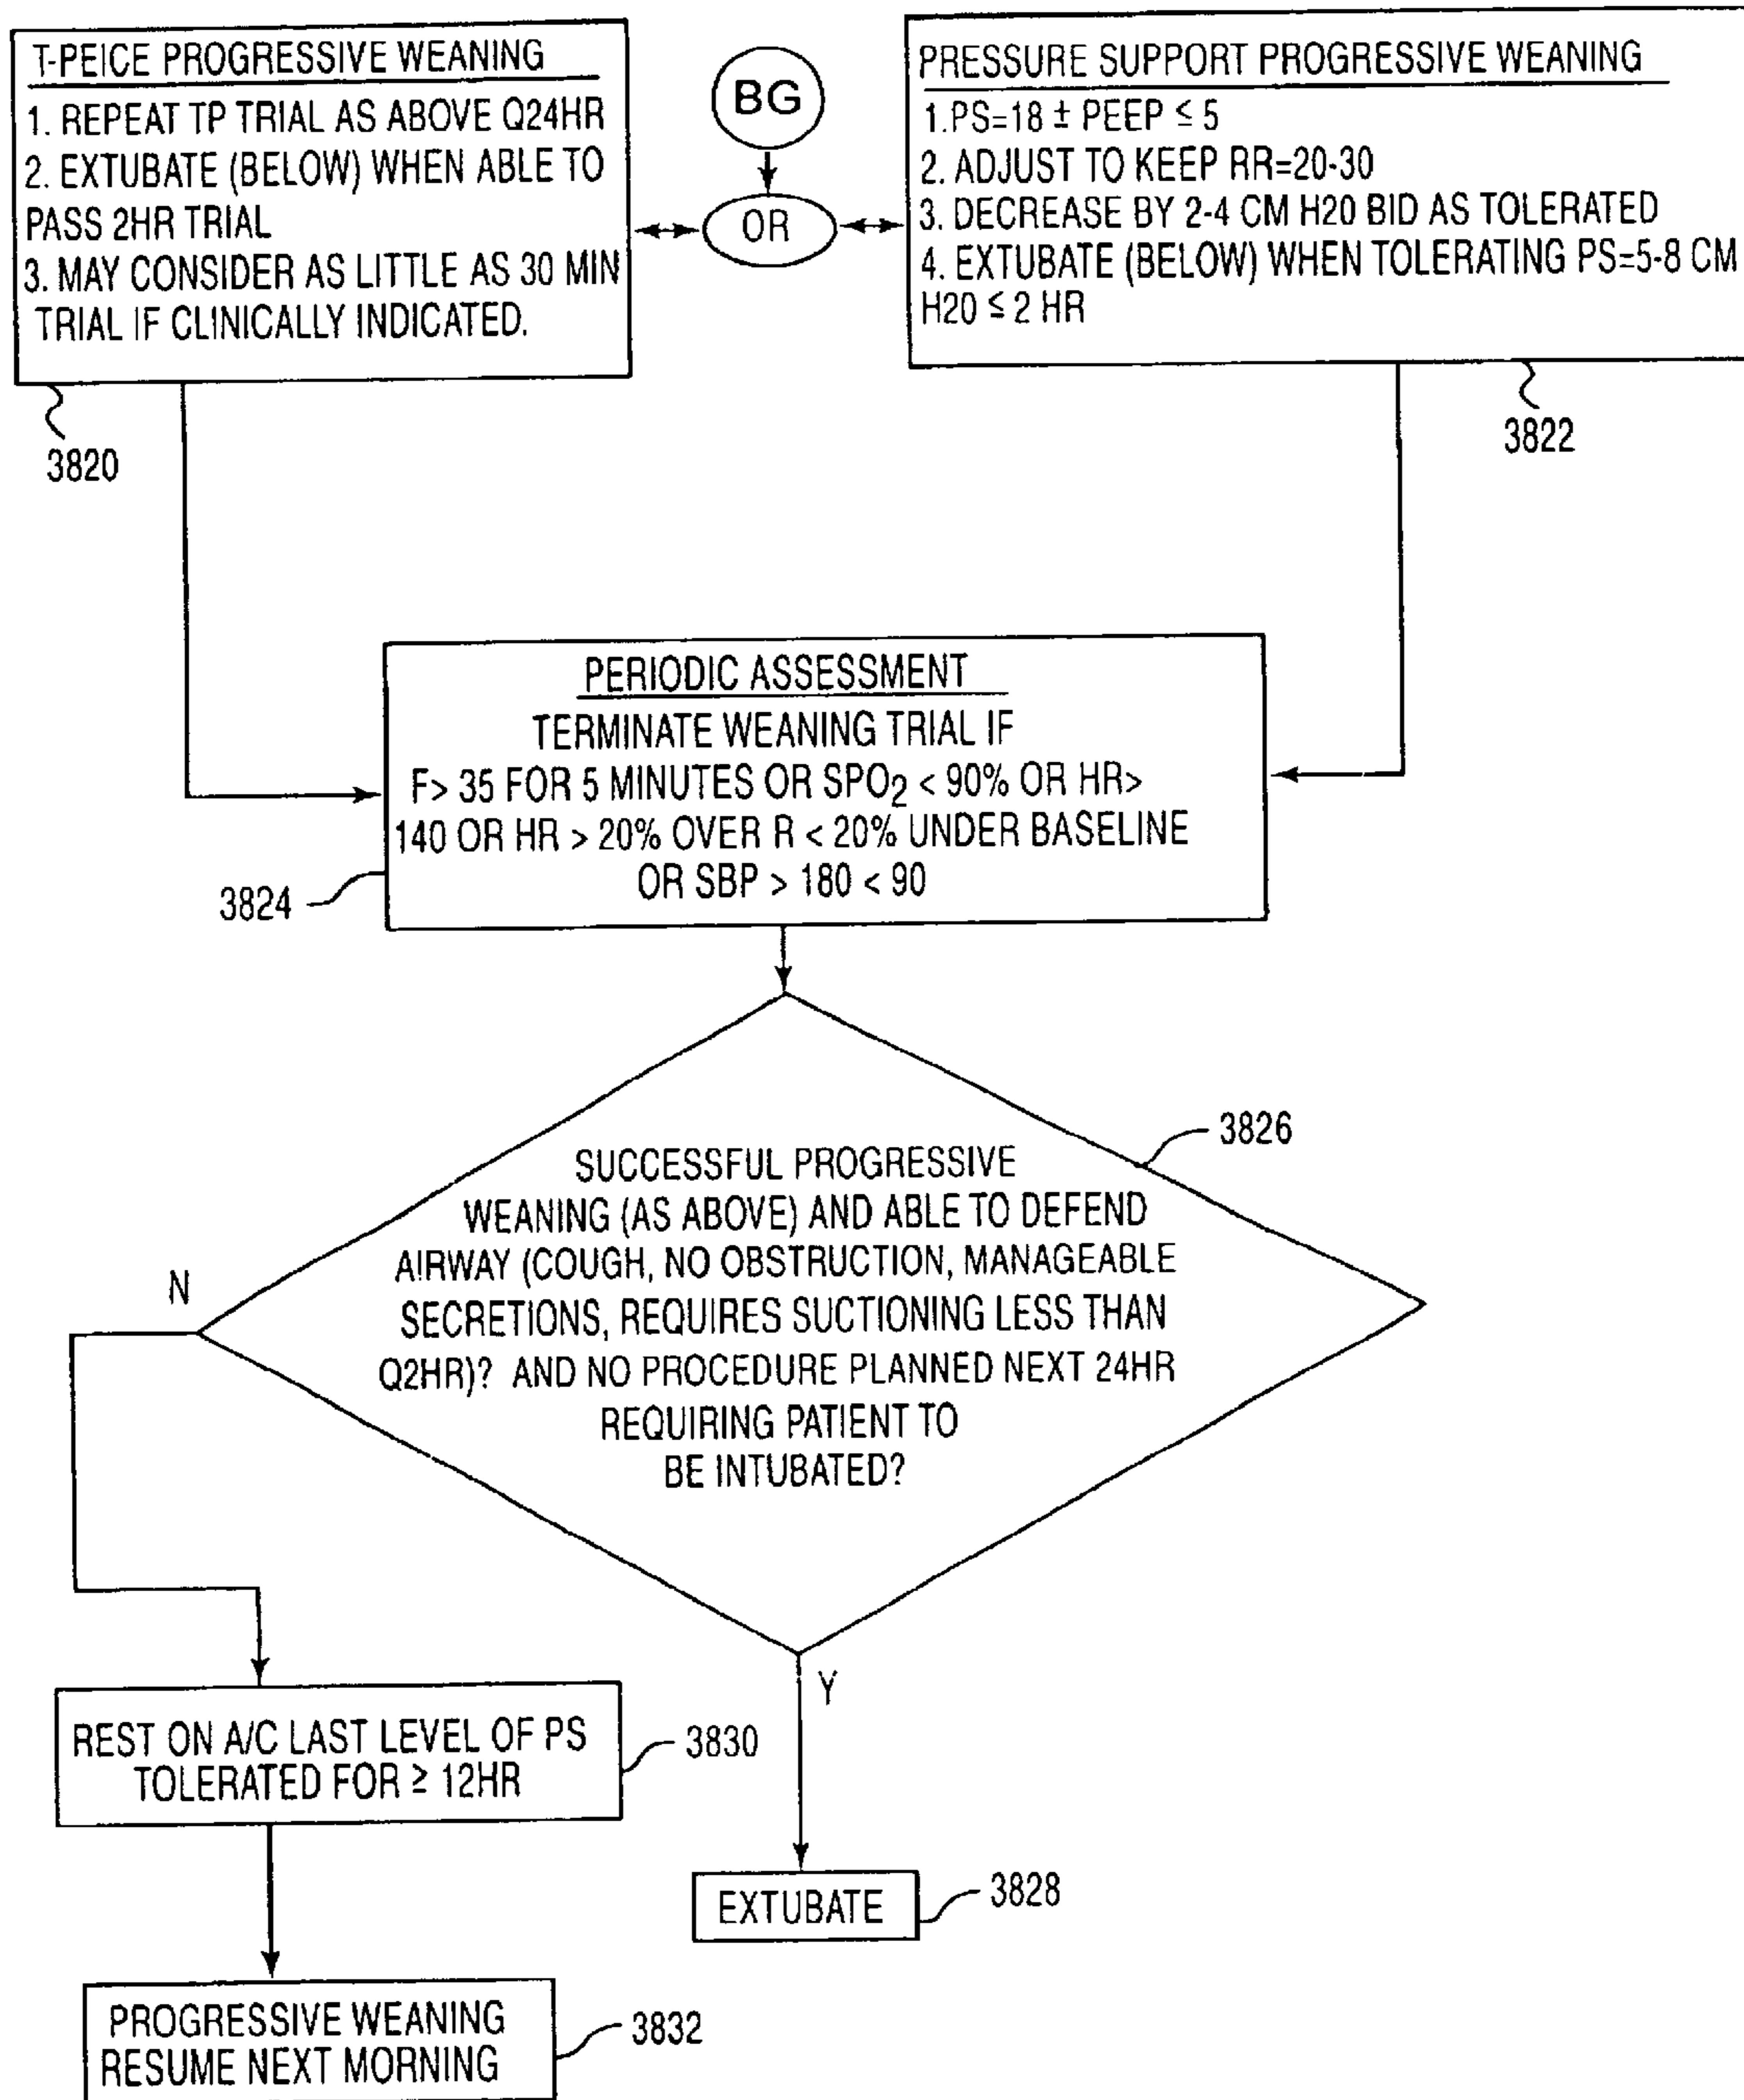 T-PEICE PROGRESSIVE WEANING
1. REPEAT TP TRIAL AS ABOVE Q24HR
2. EXTUBATE (BELOW) WHEN ABLE TO
PASS 2HR TRIAL
3. MAY CONSIDER AS LITTLE AS 30 MIN
TRIAL IF CLINICALLY INDICATED.
3820
BG
OR
PRESSURE SUPPORT PROGRESSIVE WEANING
1.PS=18 ± PEEP ≤ 5
2. ADJUST TO KEEP RR=20-30
3. DECREASE BY 2-4 CM H20 BID AS TOLERATED
4. EXTUBATE (BELOW) WHEN TOLERATING PS=5-8 CM
H20 ≤ 2 HR
3822
PERIODIC ASSESSMENT
TERMINATE WEANING TRIAL IF
F> 35 FOR 5 MINUTES OR SPO₂ < 90% OR HR>
140 OR HR > 20% OVER R < 20% UNDER BASELINE
OR SBP > 180 < 90
3824
SUCCESSFUL PROGRESSIVE
WEANING (AS ABOVE) AND ABLE TO DEFEND
AIRWAY (COUGH, NO OBSTRUCTION, MANAGEABLE
SECRETIONS, REQUIRES SUCTIONING LESS THAN
Q2HR)? AND NO PROCEDURE PLANNED NEXT 24HR
REQUIRING PATIENT TO
BE INTUBATED?
3826
N
Y
REST ON A/C LAST LEVEL OF PS
TOLERATED FOR ≥ 12HR
3830
EXTUBATE
3828
PROGRESSIVE WEANING
RESUME NEXT MORNING
3832